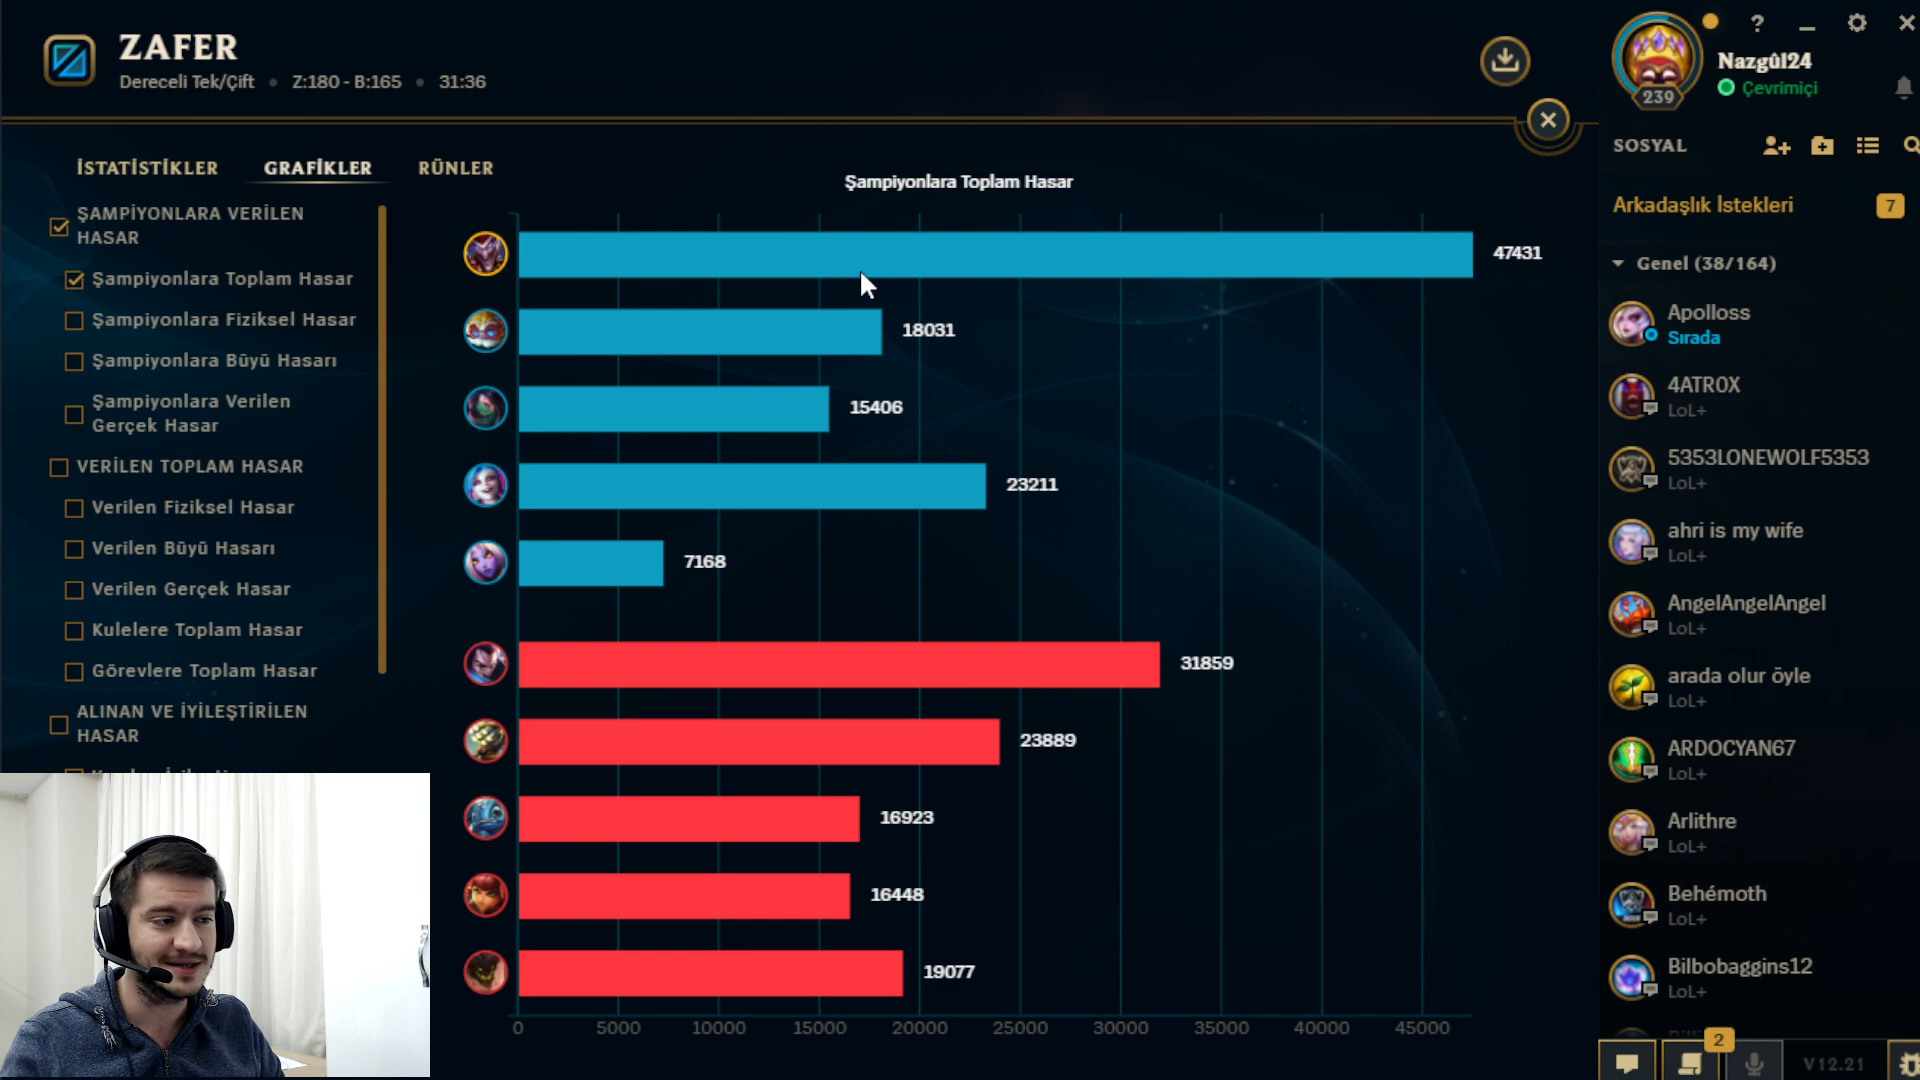 ZAFER
Dereceli Tek/Çift • Z:180 - B:165 • 31:36
İSTATİSTİKLER GRAFİKLER RÜNLER
ŞAMPİYONLARA VERİLEN
HASAR
Şampiyonlara Toplam Hasar
Şampiyonlara Fiziksel Hasar
Şampiyonlara Büyü Hasarı
Şampiyonlara Verilen
Gerçek Hasar
VERİLEN TOPLAM HASAR
Verilen Fiziksel Hasar
Verilen Büyü Hasarı
Verilen Gerçek Hasar
Kulelere Toplam Hasar
Görevlere Toplam Hasar
ALINAN VE İYİLEŞTİRİLEN
HASAR
Şampiyonlara Toplam Hasar
47431
18031
15406
23211
7168
31859
23889
16923
16448
19077
0 5000 10000 15000 20000 25000 30000 35000 40000 45000
239
Nazgûl24
Çevrimiçi
SOSYAL
Arkadaşlık İstekleri 7
Genel (38/164)
Apolloss
Sırada
4ATROX
LoL+
5353LONEWOLF5353
LoL+
ahri is my wife
LoL+
AngelAngelAngel
LoL+
arada olur öyle
LoL+
ARDOCYAN67
LoL+
Arlithre
LoL+
Behémoth
LoL+
Bilbobaggins12
LoL+
2
V12.21